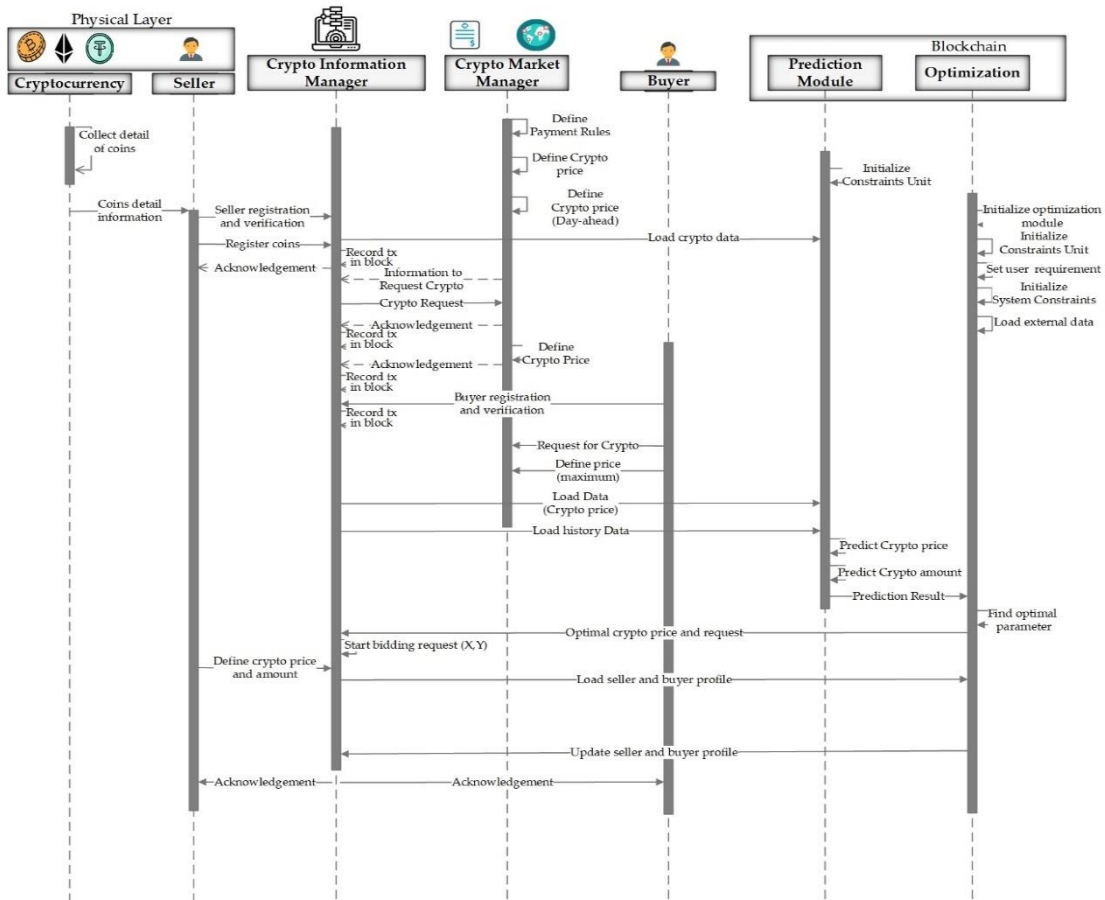 Physical Layer
Blockchain
Cryptocurrency
Seller
Crypto Information
Manager
Crypto Market
Manager
Buyer
Prediction
Module
Optimization
Collect detail
of coins
Define
Payment Rules
Define Crypto
price
Define
Crypto price
(Day-ahead)
Initialize
Constraints Unit
Coins detail
information
Seller registration
and verification
Register coins
Load crypto data
Initialize optimization
module
Initialize
Constraints Unit
Set user requirement
Initialize
System Constraints
Load external data
Record tx
in block
Acknowledgement
Information to
Request Crypto
Crypto Request
Acknowledgement
Record tx
in block
Define
Crypto Price
Acknowledgement
Record tx
in block
Buyer registration
and verification
Record tx
in block
Request for Crypto
Define price
(maximum)
Load Data
(Crypto price)
Load history Data
Predict Crypto price
Predict Crypto amount
Prediction Result
Find optimal
parameter
Optimal crypto price and request
Start bidding request (X,Y)
Define crypto price
and amount
Load seller and buyer profile
Update seller and buyer profile
Acknowledgement
Acknowledgement